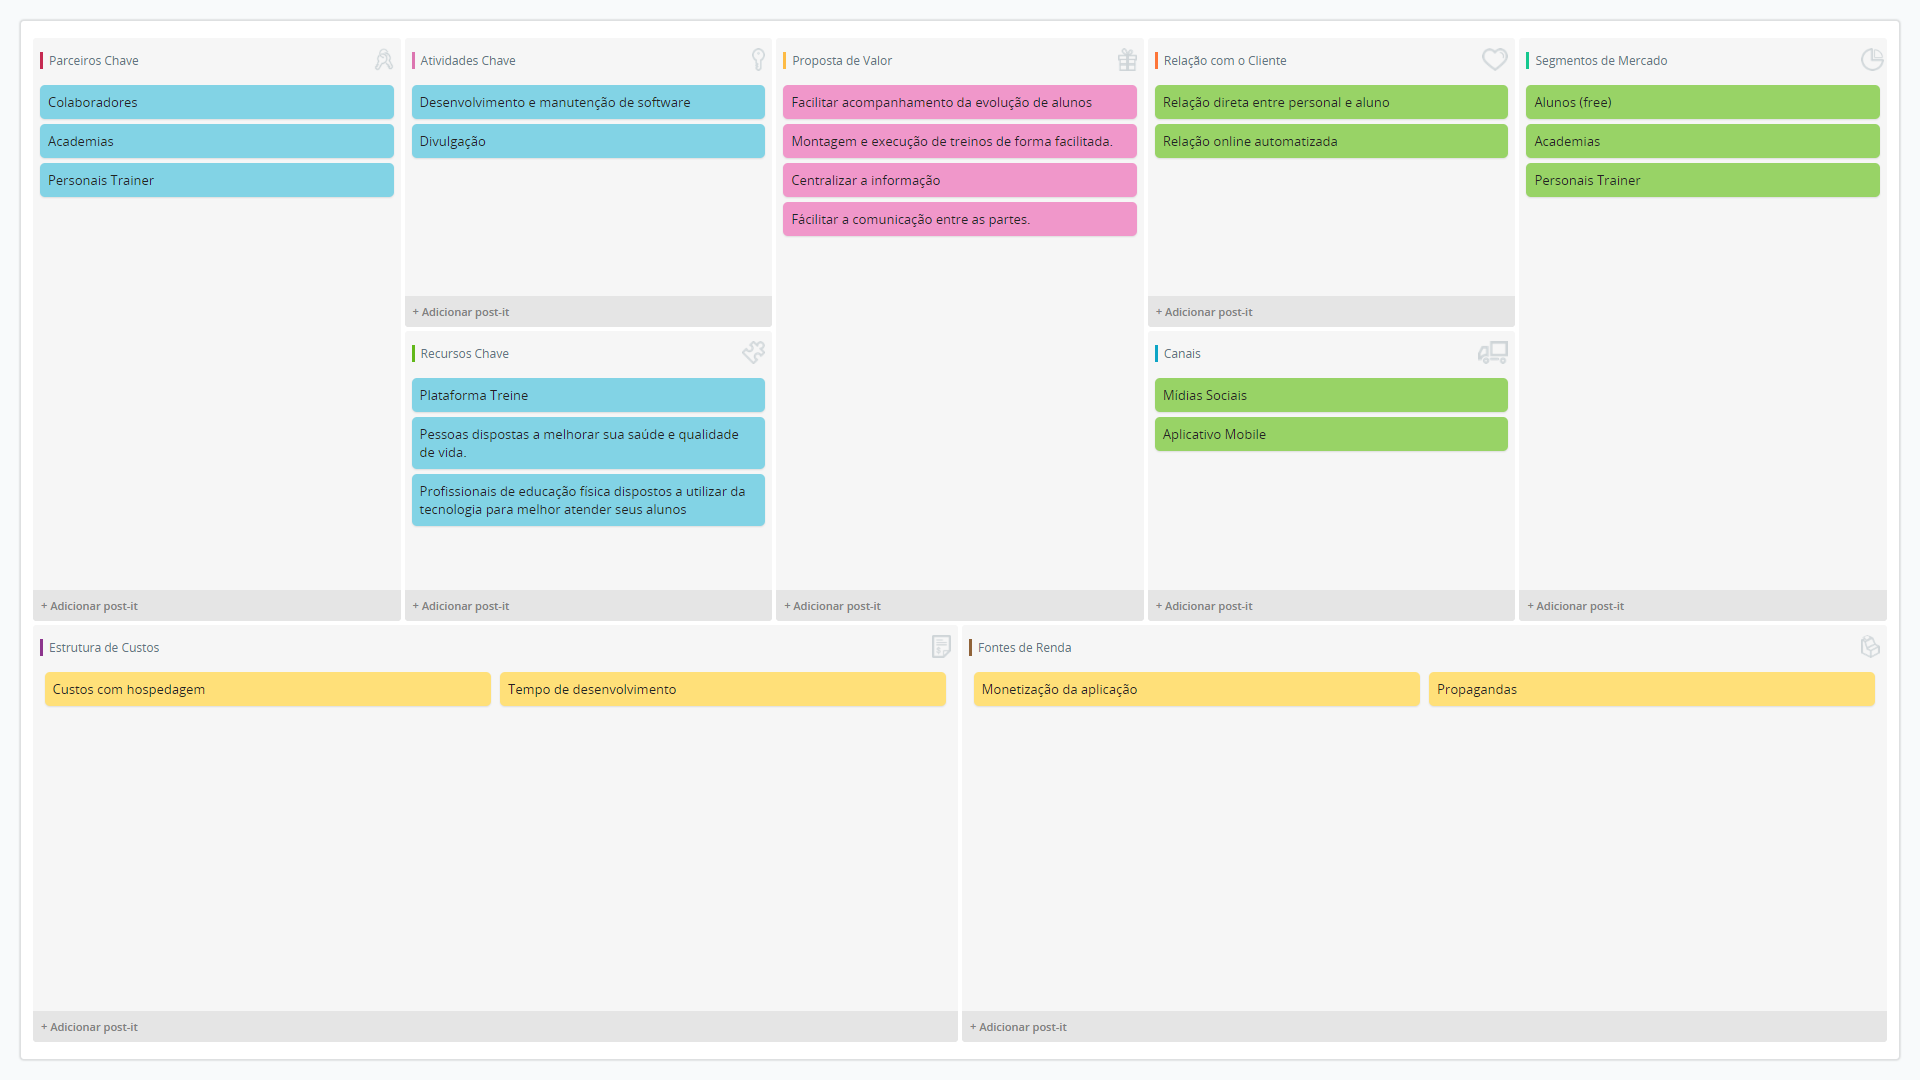 Parceiros Chave
Colaboradores
Academias
Personais Trainer
+ Adicionar post-it
Atividades Chave
Desenvolvimento e manutenção de software
Divulgação
+ Adicionar post-it
Recursos Chave
Plataforma Treine
Pessoas dispostas a melhorar sua saúde e qualidade
de vida.
Profissionais de educação física dispostos a utilizar da
tecnologia para melhor atender seus alunos
+ Adicionar post-it
Proposta de Valor
Facilitar acompanhamento da evolução de alunos
Montagem e execução de treinos de forma facilitada.
Centralizar a informação
Fácilitar a comunicação entre as partes.
+ Adicionar post-it
Relação com o Cliente
Relação direta entre personal e aluno
Relação online automatizada
+ Adicionar post-it
Canais
Mídias Sociais
Aplicativo Mobile
+ Adicionar post-it
Segmentos de Mercado
Alunos (free)
Academias
Personais Trainer
+ Adicionar post-it
Estrutura de Custos
Custos com hospedagem
Tempo de desenvolvimento
+ Adicionar post-it
Fontes de Renda
Monetização da aplicação
Propagandas
+ Adicionar post-it